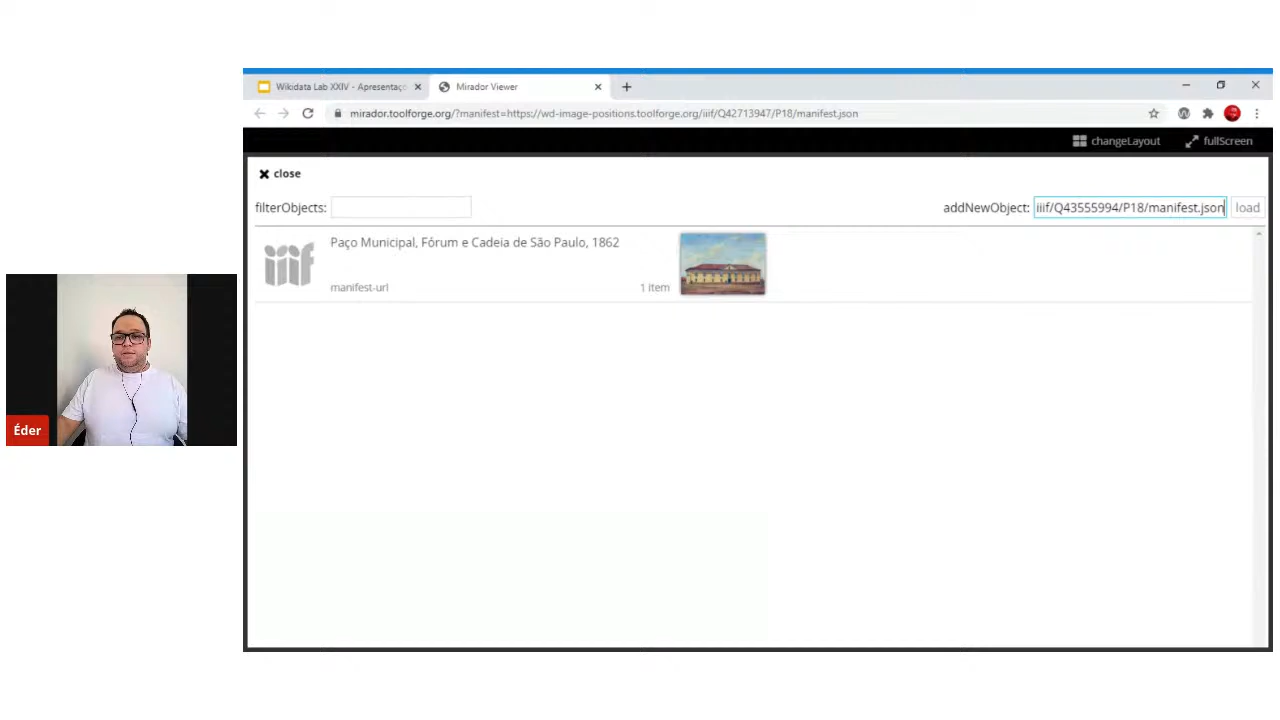 Wikidata Lab XXIV - Apresentaç
Mirador Viewer
mirador.toolforge.org/?manifest=https://wd-image-positions.toolforge.org/iiif/Q42713947/P18/manifest.json
changeLayout
fullScreen
close
filterObjects:
addNewObject:
iiif/Q43555994/P18/manifest.json
load
iiif
Paço Municipal, Fórum e Cadeia de São Paulo, 1862
manifest-url
1 item
Éder